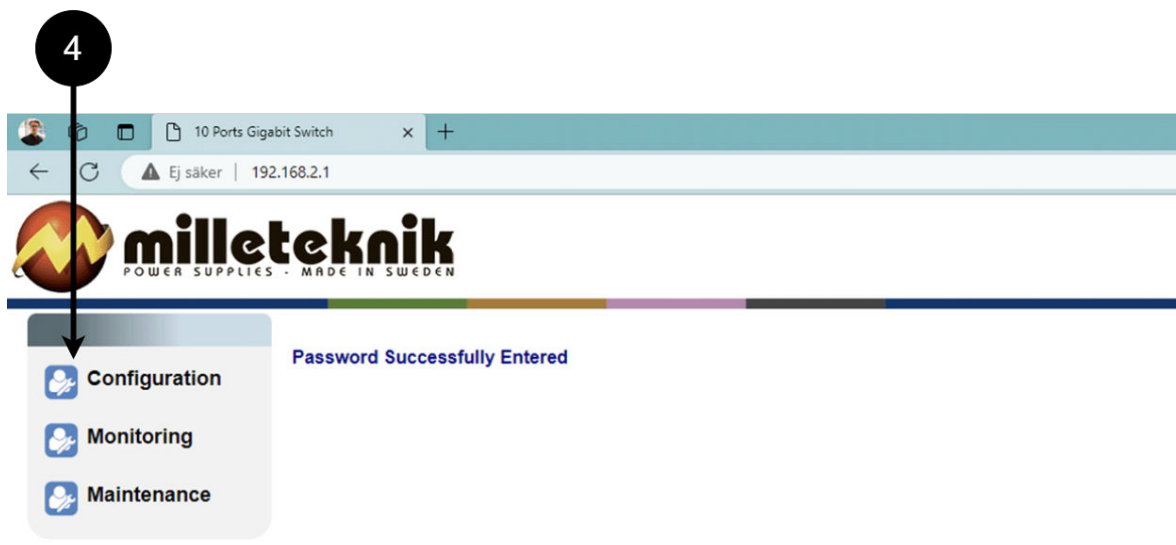 4
10 Ports Gigabit Switch
Ej säker 192.168.2.1
milleteknik
POWER SUPPLIES - MADE IN SWEDEN
Password Successfully Entered
Configuration
Monitoring
Maintenance